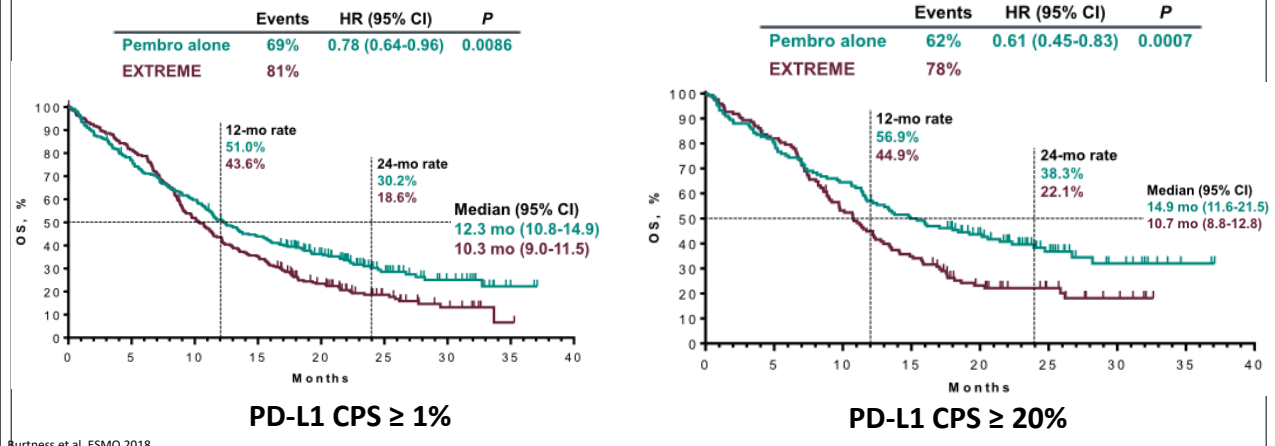 Events HR (95% CI) P
Pembro alone 69% 0.78 (0.64-0.96) 0.0086
EXTREME 81%
100
90
80
70
60
50
40
30
20
10
0
OS, %
12-mo rate
51.0%
43.6%
24-mo rate
30.2%
18.6%
Median (95% CI)
12.3 mo (10.8-14.9)
10.3 mo (9.0-11.5)
0 5 10 15 20 25 30 35 40
Months
PD-L1 CPS ≥ 1%
Events HR (95% CI) P
Pembro alone 62% 0.61 (0.45-0.83) 0.0007
EXTREME 78%
100
90
80
70
60
50
40
30
20
10
0
OS, %
12-mo rate
56.9%
44.9%
24-mo rate
38.3%
22.1%
Median (95% CI)
14.9 mo (11.6-21.5)
10.7 mo (8.8-12.8)
0 5 10 15 20 25 30 35 40
Months
PD-L1 CPS ≥ 20%
Burtness et al. ESMO 2018